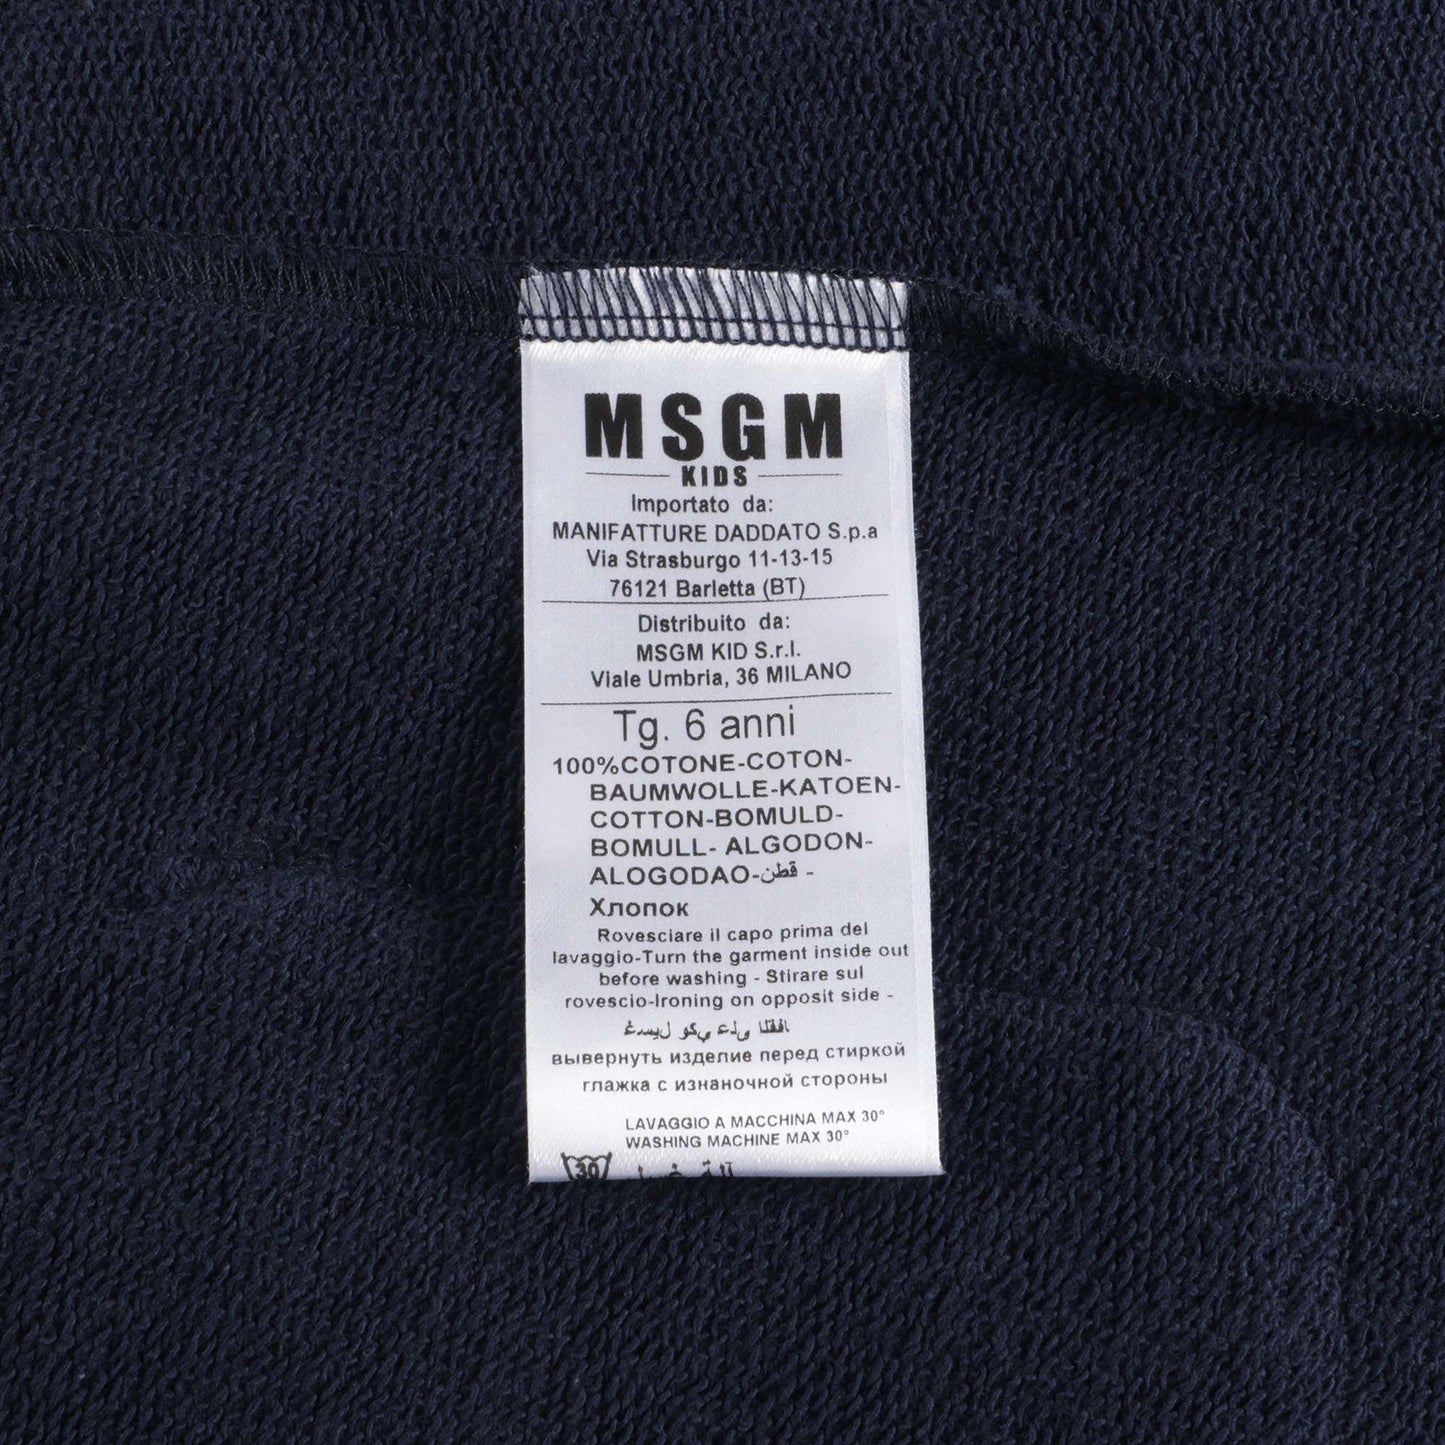 MSGM
KIDS
Importato da:
MANIFATTURE DADDATO S.p.a
Via Strasburgo 11-13-15
76121 Barletta (BT)
Distribuito da:
MSGM KID S.r.l.
Viale Umbria, 36 MILANO
Tg. 6 anni
100%COTONE-COTON-
BAUMWOLLE-KATOEN-
COTTON-BOMULD-
BOMULL- ALGODON-
ALOGODAO-قطن -
Хлопок
Rovesciare il capo prima del
lavaggio-Turn the garment inside out
before washing - Stirare sul
rovescio-Ironing on opposite side -
вывернуть изделие перед стиркой
глажка с изнаночной стороны
LAVAGGIO A MACCHINA MAX 30°
WASHING MACHINE MAX 30°
30